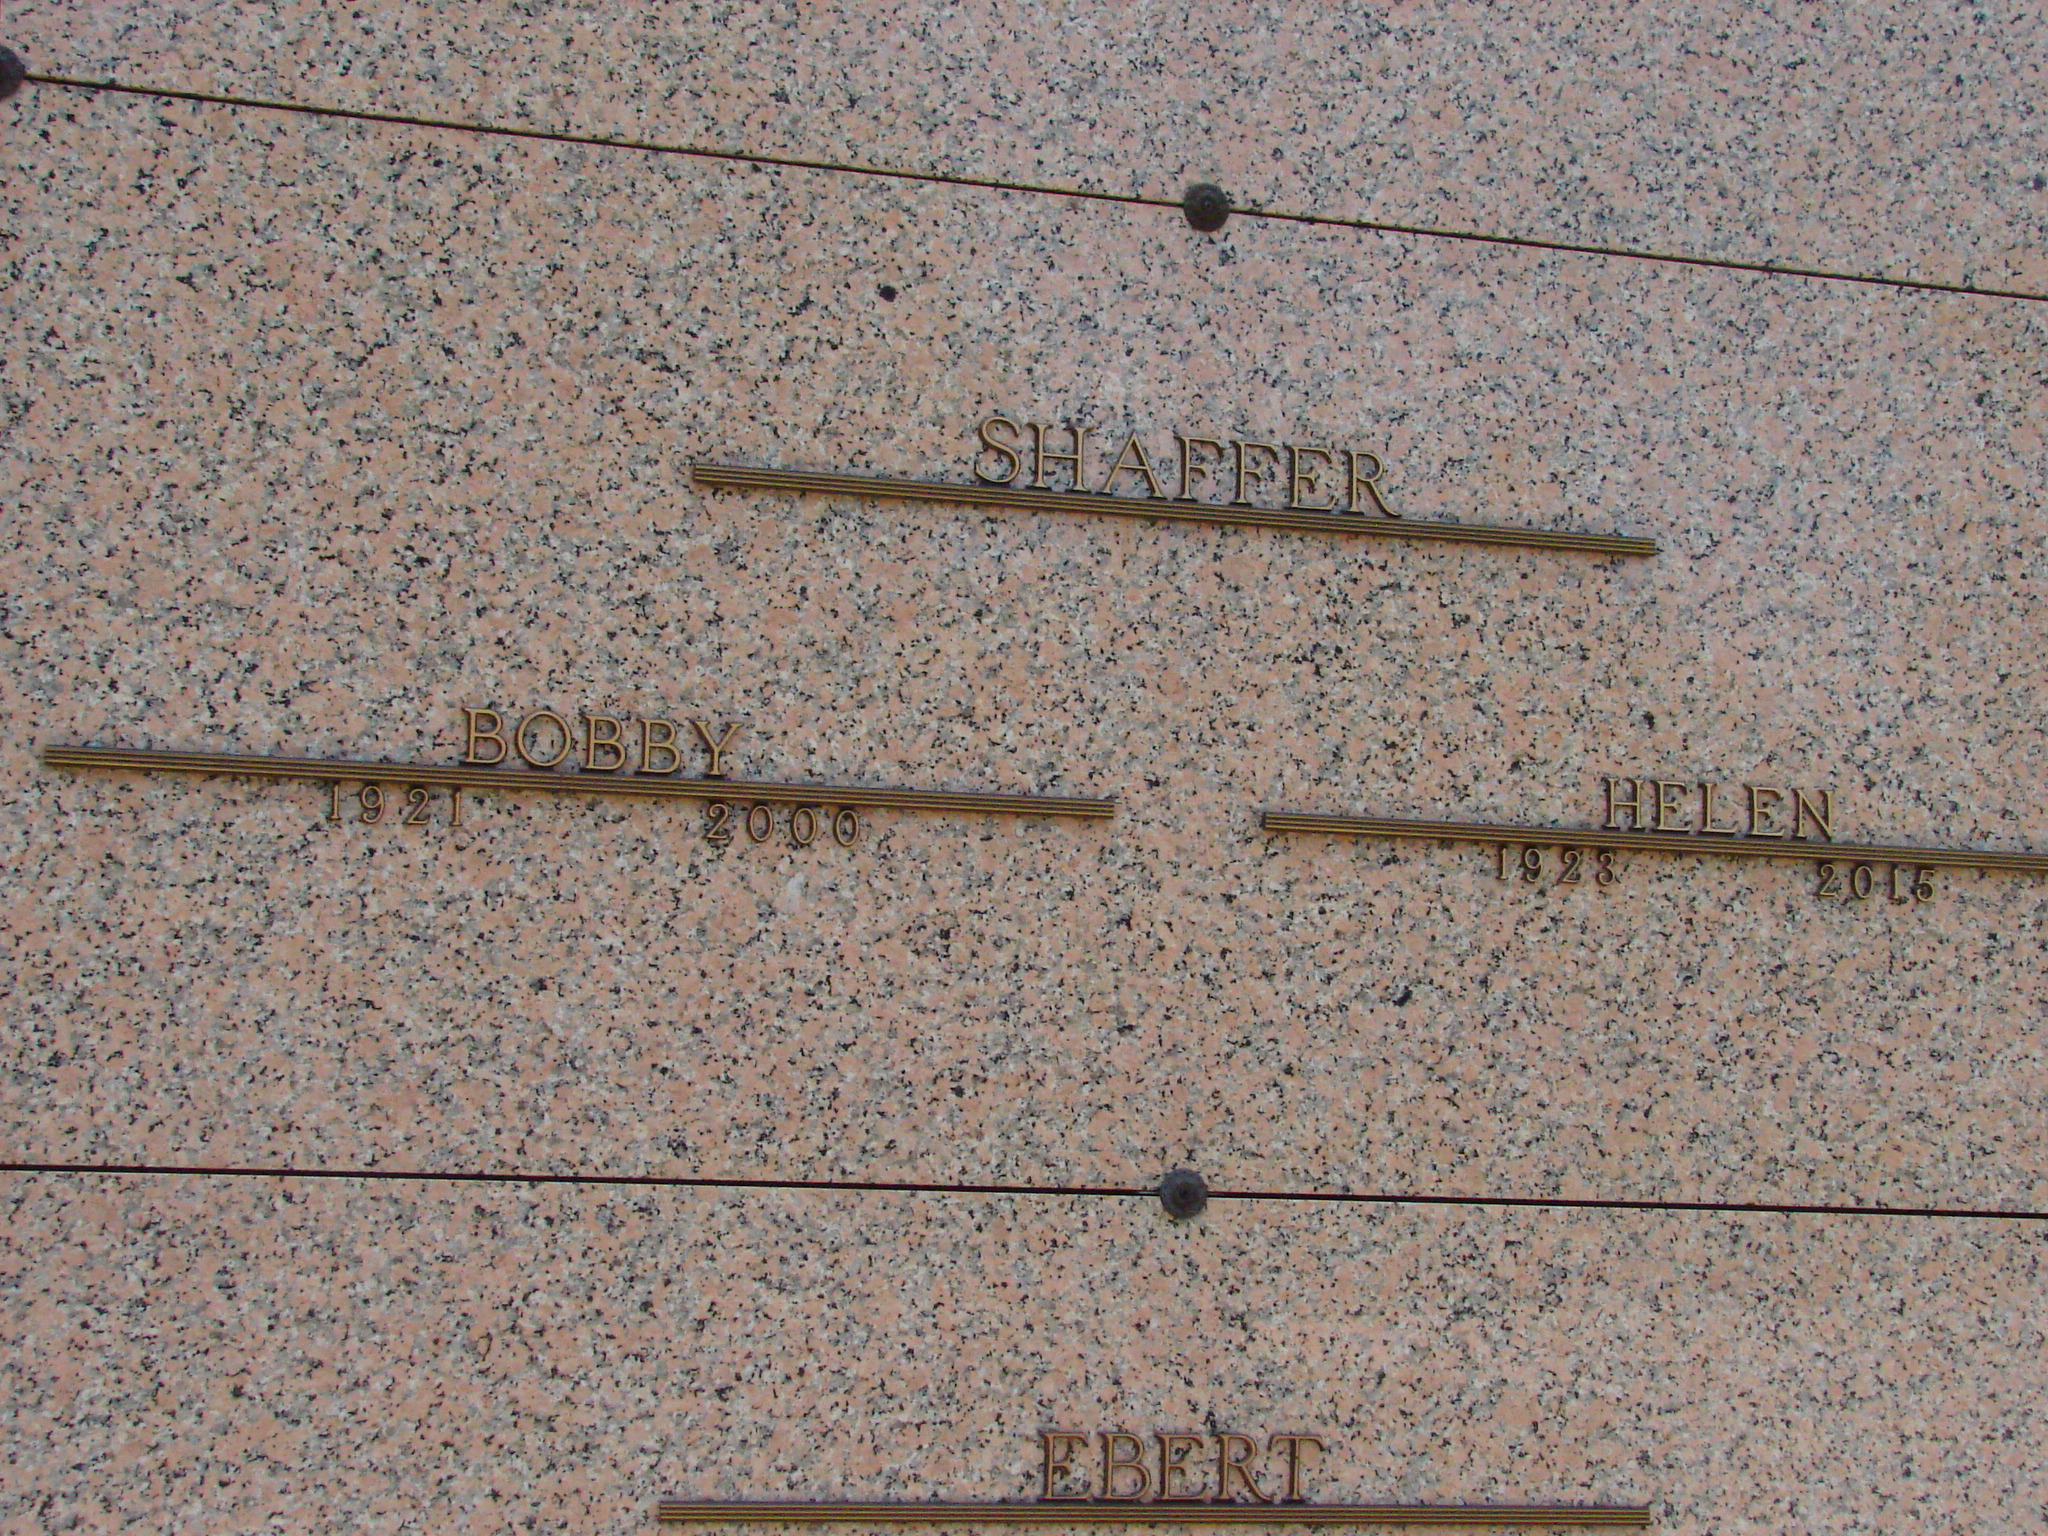 SHAFFER
BOBBY
1921 2000
HELEN
1923 2015
EBERT